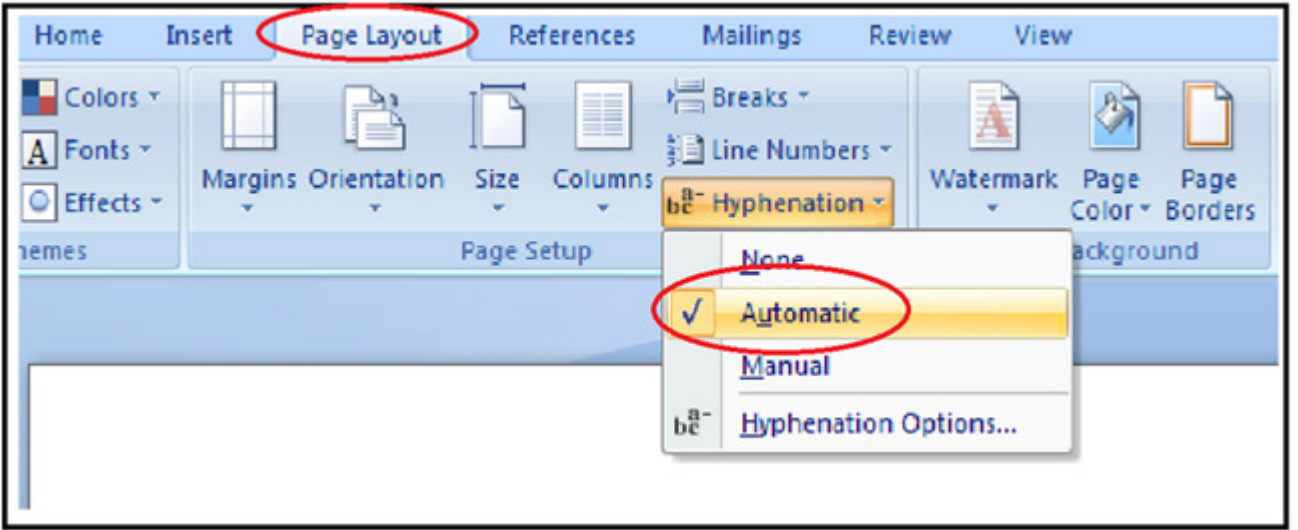 Home Insert Page Layout References Mailings Review View
Colors
Fonts
Effects
hemes
Margins Orientation Size Columns
Breaks
Line Numbers
Hyphenation
Page Setup
Watermark Page Color Page Borders
ackground
None
Automatic
Manual
Hyphenation Options...